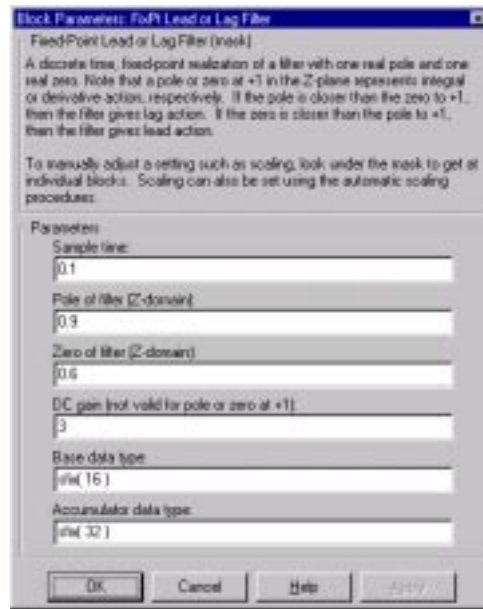 Block Parameters: FixPt Lead or Lag Filter
Fixed-Point Lead or Lag Filter (mask)
A discrete time, fixed-point realization of a filter with one real pole and one
real zero. Note that a pole or zero at +1 in the Z-plane represents integral
or derivative action, respectively. If the pole is closer than the zero to +1,
then the filter gives lag action. If the zero is closer than the pole to +1,
then the filter gives lead action.
To manually adjust a setting such as scaling, look under the mask to get at
individual blocks. Scaling can also be set using the automatic scaling
procedures.
Parameters
Sample time:
0.1
Pole of filter (Z-domain):
0.9
Zero of filter (Z-domain):
0.6
DC gain (not valid for pole or zero at +1):
3
Base data type:
sfix( 16 )
Accumulator data type:
sfix( 32 )
OK
Cancel
Help
Apply